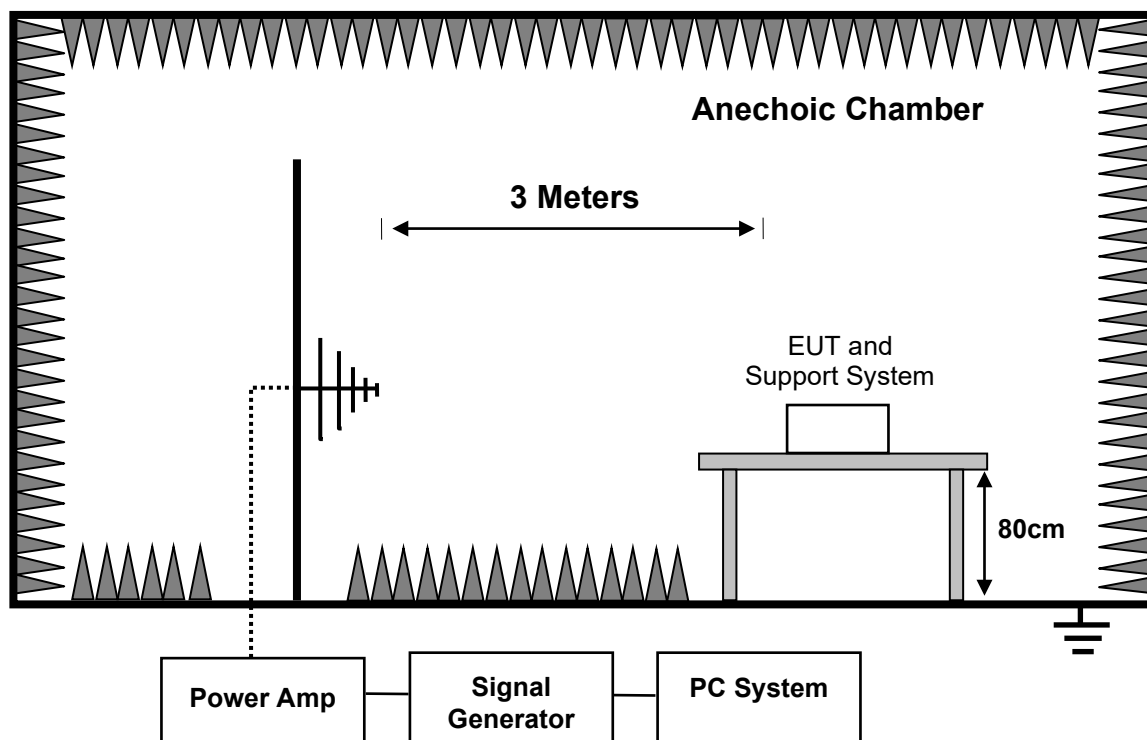 Anechoic Chamber
3 Meters
EUT and
Support System
80cm
Power Amp
Signal
Generator
PC System